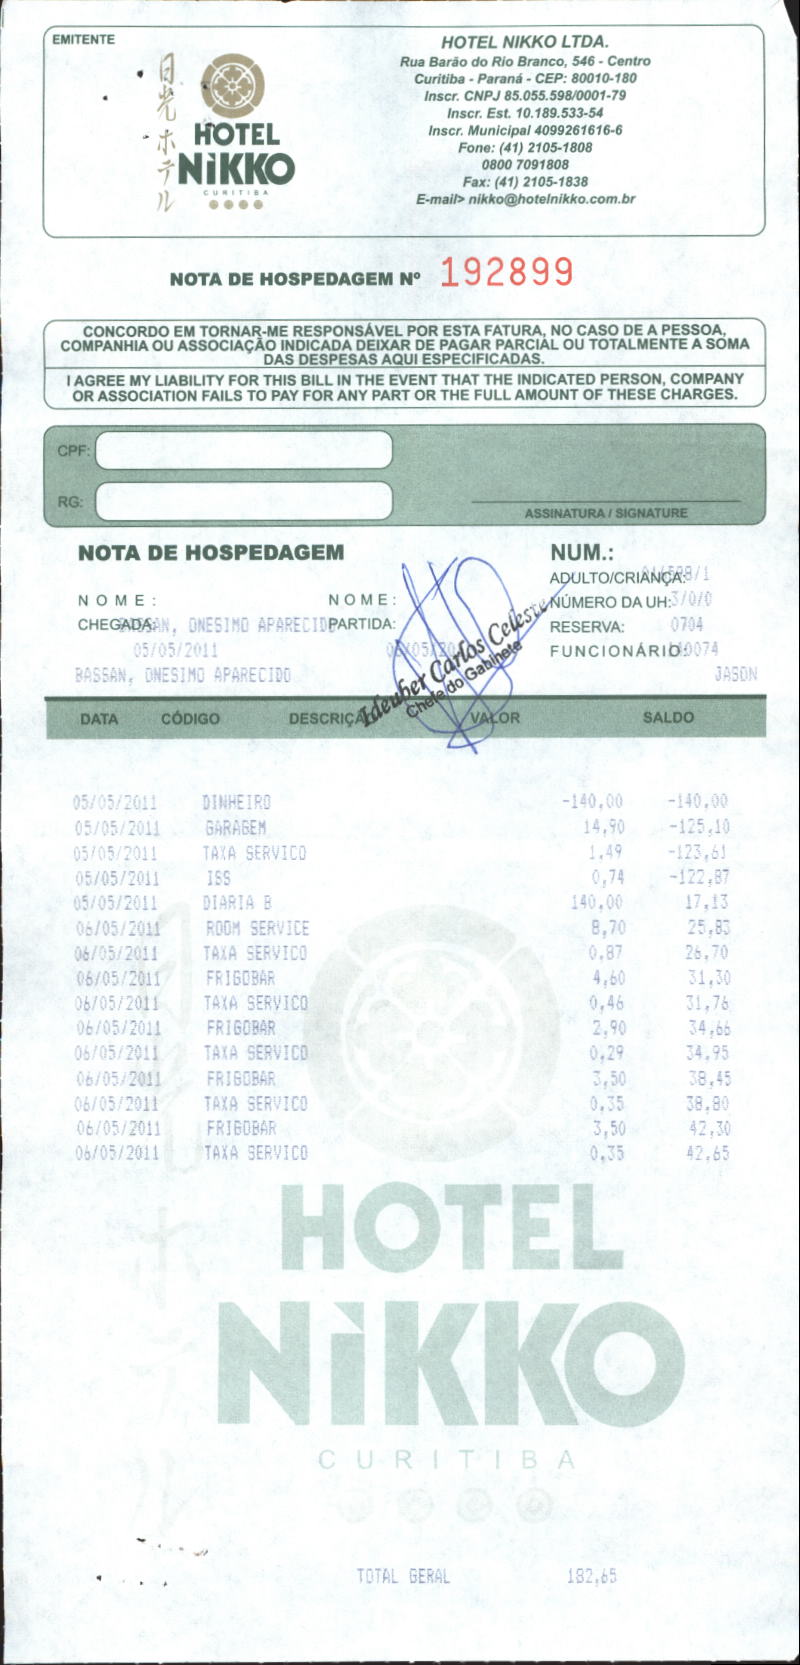 EMITENTE
日光ホテル
HOTEL
NiKKO
CURITIBA
HOTEL NIKKO LTDA.
Rua Barão do Rio Branco, 546 - Centro
Curitiba - Paraná - CEP: 80010-180
Inscr. CNPJ 85.055.598/0001-79
Inscr. Est. 10.189.533-54
Inscr. Municipal 4099261616-6
Fone: (41) 2105-1808
0800 7091808
Fax: (41) 2105-1838
E-mail> nikko@hotelnikko.com.br
NOTA DE HOSPEDAGEM Nº 192899
CONCORDO EM TORNAR-ME RESPONSÁVEL POR ESTA FATURA, NO CASO DE A PESSOA,
COMPANHIA OU ASSOCIAÇÃO INDICADA DEIXAR DE PAGAR PARCIAL OU TOTALMENTE A SOMA
DAS DESPESAS AQUI ESPECIFICADAS.
I AGREE MY LIABILITY FOR THIS BILL IN THE EVENT THAT THE INDICATED PERSON, COMPANY
OR ASSOCIATION FAILS TO PAY FOR ANY PART OR THE FULL AMOUNT OF THESE CHARGES.
CPF:
RG:
ASSINATURA / SIGNATURE
NOTA DE HOSPEDAGEM NUM.:
ADULTO/CRIANÇA:
NOME: NOME: NÚMERO DA UH: 3/0/0
CHEGADA: BASSAN, ONESIMO APARECIDO PARTIDA: RESERVA: 0704
05/05/2011 FUNCIONÁRIO:
BASSAN, ONESIMO APARECIDO JASON
Ideuber Carlos Celeste
Chefe do Gabinete
DATA CÓDIGO DESCRIÇÃO VALOR SALDO
05/05/2011 DINHEIRO -140,00 -140,00
05/05/2011 GARAGEM 14,90 -125,10
05/05/2011 TAXA SERVICO 1,49 -123,61
05/05/2011 ISS 0,74 -122,87
05/05/2011 DIARIA B 140,00 17,13
06/05/2011 ROOM SERVICE 8,70 25,83
06/05/2011 TAXA SERVICO 0,87 26,70
06/05/2011 FRIGOBAR 4,60 31,30
06/05/2011 TAXA SERVICO 0,46 31,76
06/05/2011 FRIGOBAR 2,90 34,66
06/05/2011 TAXA SERVICO 0,29 34,95
06/05/2011 FRIGOBAR 3,50 38,45
06/05/2011 TAXA SERVICO 0,35 38,80
06/05/2011 FRIGOBAR 3,50 42,30
06/05/2011 TAXA SERVICO 0,35 42,65
HOTEL
NiKKO
CURITIBA
TOTAL GERAL 182,65